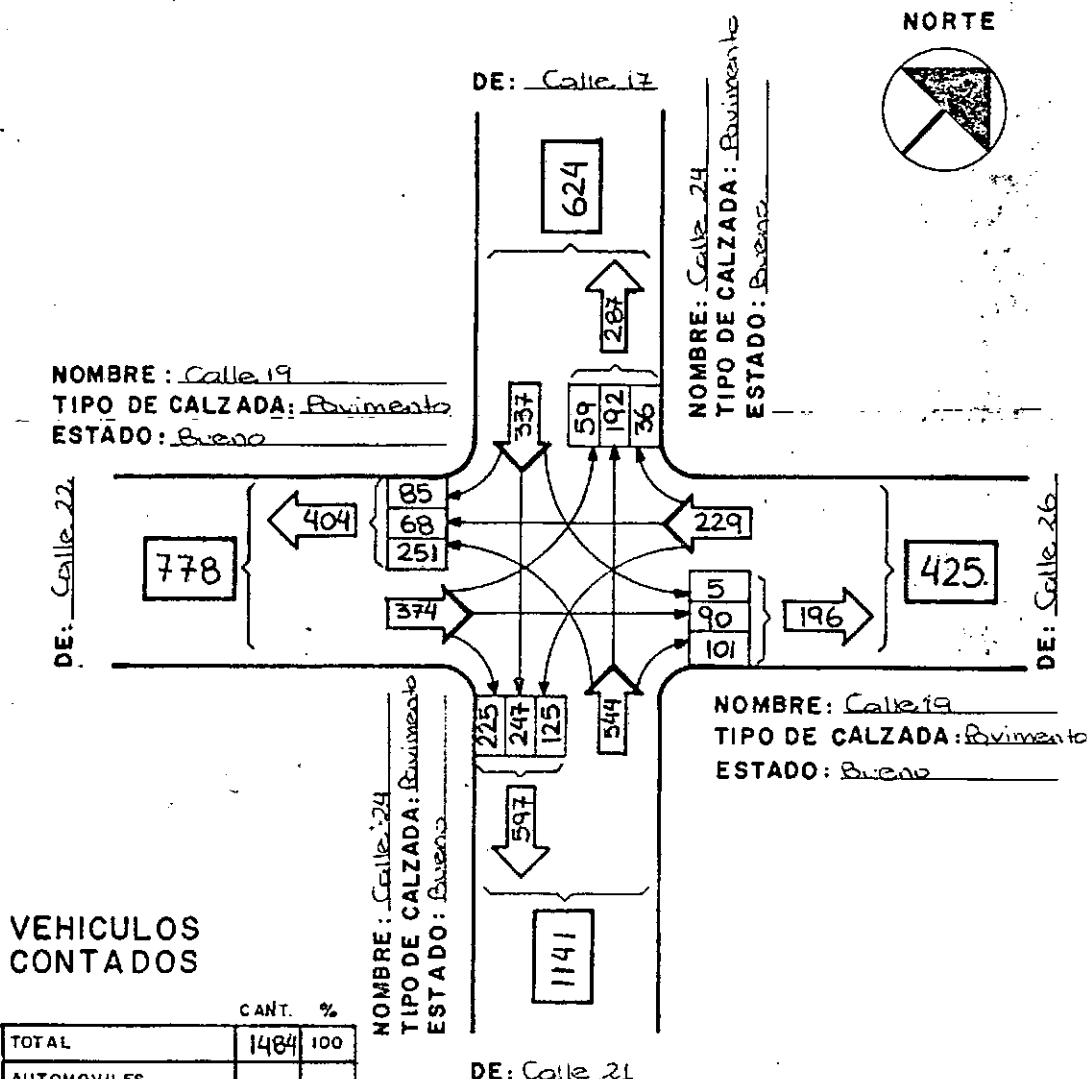 NORTE
DE: Calle 17
624
NOMBRE: Calle 24
TIPO DE CALZADA: Pavimento
ESTADO: Bueno
287
NOMBRE: Calle 19
TIPO DE CALZADA: Pavimento
ESTADO: Bueno
337
59 192 36
DE: Calle 22
778
404
85
68
251
229
425
DE: Calle 26
374
5
90
101
196
225 247 125
544
NOMBRE: Calle 19
TIPO DE CALZADA: Pavimento
ESTADO: Bueno
597
NOMBRE: Calle 24
TIPO DE CALZADA: Pavimento
ESTADO: Bueno
1141
VEHICULOS
CONTADOS
CANT. %
TOTAL 1484 100
AUTOMOVILES
DE: Calle 21